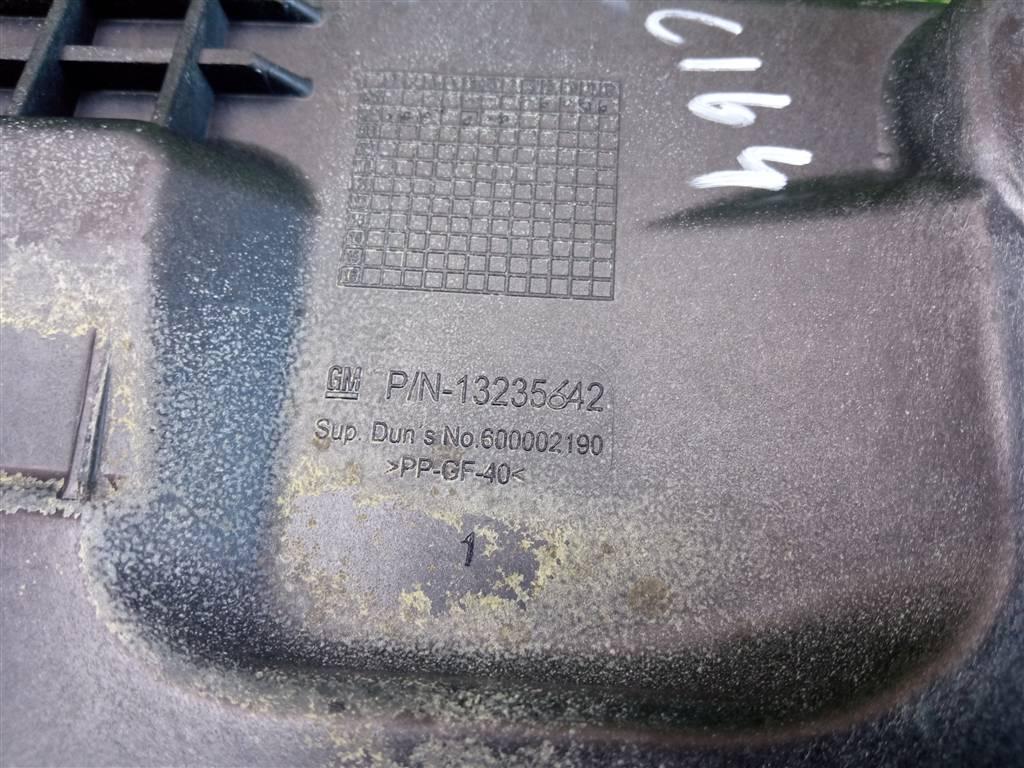 C164
GM P/N-13235642
Sup. Dun's No.600002190
>PP-GF-40<
1